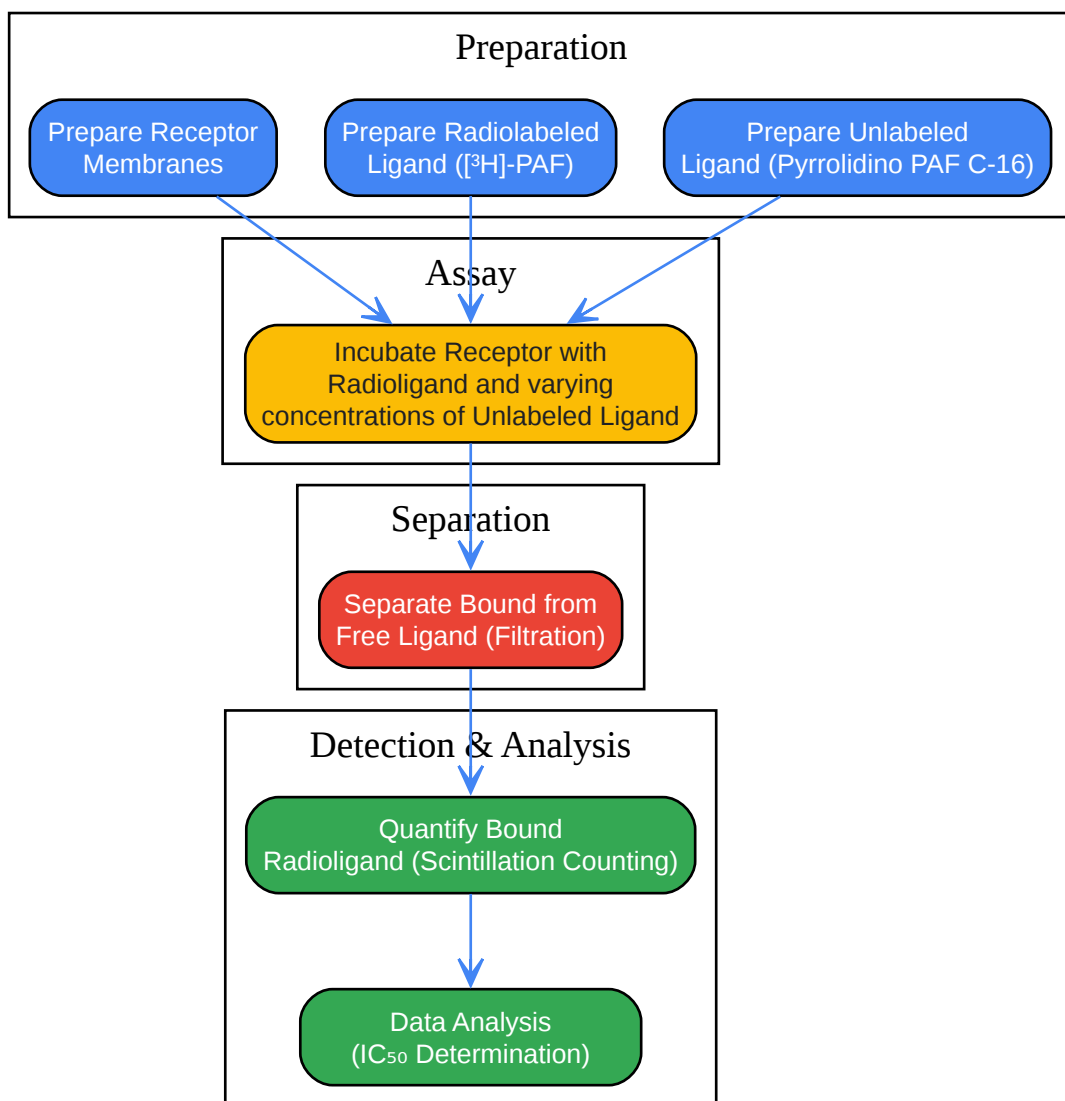 Preparation
Prepare Receptor
Membranes
Prepare Radiolabeled
Ligand ([³H]-PAF)
Prepare Unlabeled
Ligand (Pyrrolidino PAF C-16)
Assay
Incubate Receptor with
Radioligand and varying
concentrations of Unlabeled Ligand
Separation
Separate Bound from
Free Ligand (Filtration)
Detection & Analysis
Quantify Bound
Radioligand (Scintillation Counting)
Data Analysis
(IC₅₀ Determination)